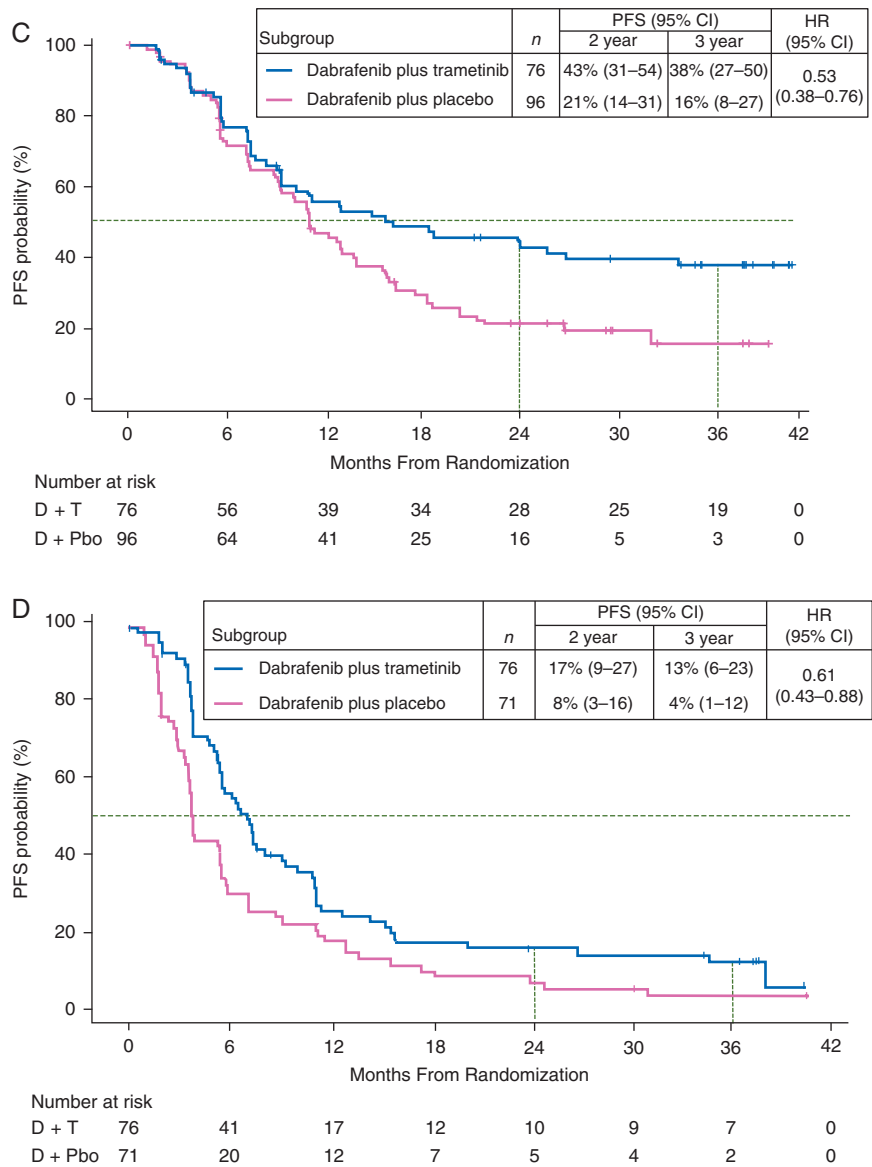 C
Subgroup n PFS (95% CI) HR (95% CI)
2 year 3 year
Dabrafenib plus trametinib 76 43% (31–54) 38% (27–50) 0.53 (0.38–0.76)
Dabrafenib plus placebo 96 21% (14–31) 16% (8–27)
PFS probability (%)
100
80
60
40
20
0
0 6 12 18 24 30 36 42
Months From Randomization
Number at risk
D + T 76 56 39 34 28 25 19 0
D + Pbo 96 64 41 25 16 5 3 0
D
Subgroup n PFS (95% CI) HR (95% CI)
2 year 3 year
Dabrafenib plus trametinib 76 17% (9–27) 13% (6–23) 0.61 (0.43–0.88)
Dabrafenib plus placebo 71 8% (3–16) 4% (1–12)
PFS probability (%)
100
80
60
40
20
0
0 6 12 18 24 30 36 42
Months From Randomization
Number at risk
D + T 76 41 17 12 10 9 7 0
D + Pbo 71 20 12 7 5 4 2 0